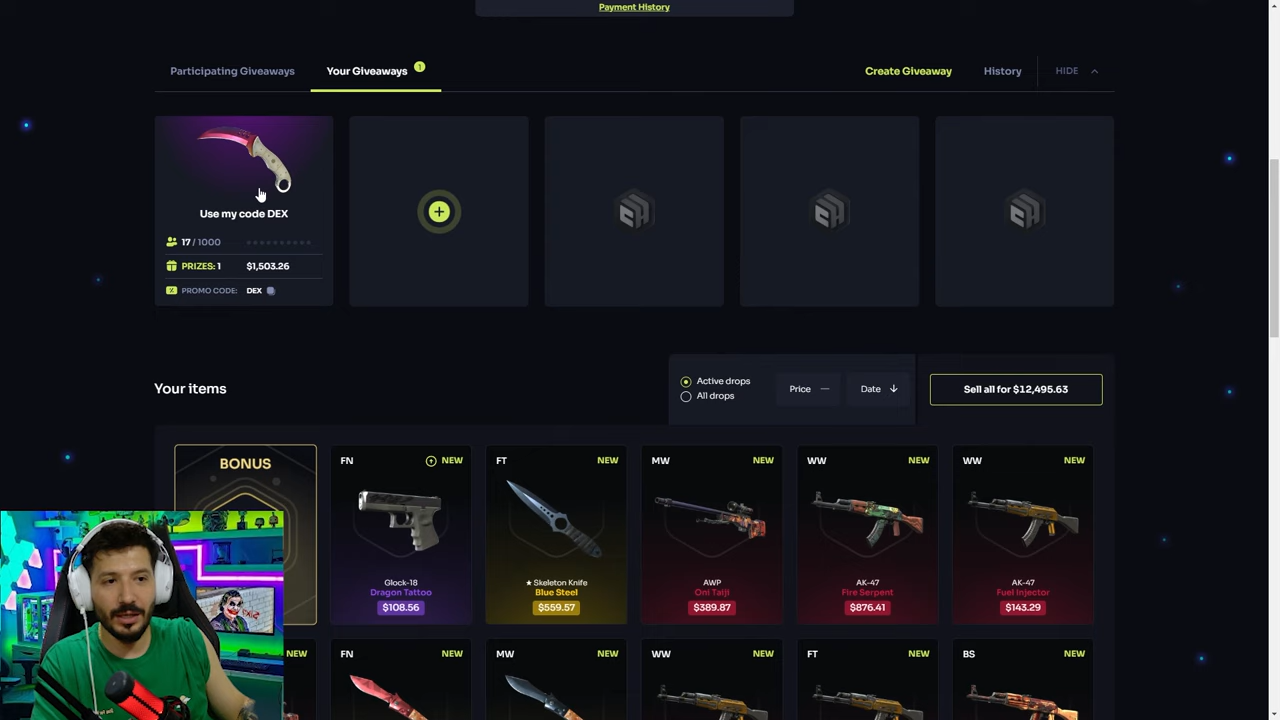 Payment History
Participating Giveaways
Your Giveaways
1
Create Giveaway
History
HIDE
Use my code DEX
17 / 1000
PRIZES: 1
$1,503.26
PROMO CODE:
DEX
Your items
Active drops
All drops
Price
Date
Sell all for $12,495.63
BONUS
FN
NEW
Glock-18
Dragon Tattoo
$108.56
FT
NEW
★ Skeleton Knife
Blue Steel
$559.57
MW
NEW
AWP
Oni Taiji
$389.87
WW
NEW
AK-47
Fire Serpent
$876.41
WW
NEW
AK-47
Fuel Injector
$143.29
NEW
FN
NEW
MW
NEW
WW
NEW
FT
NEW
BS
NEW